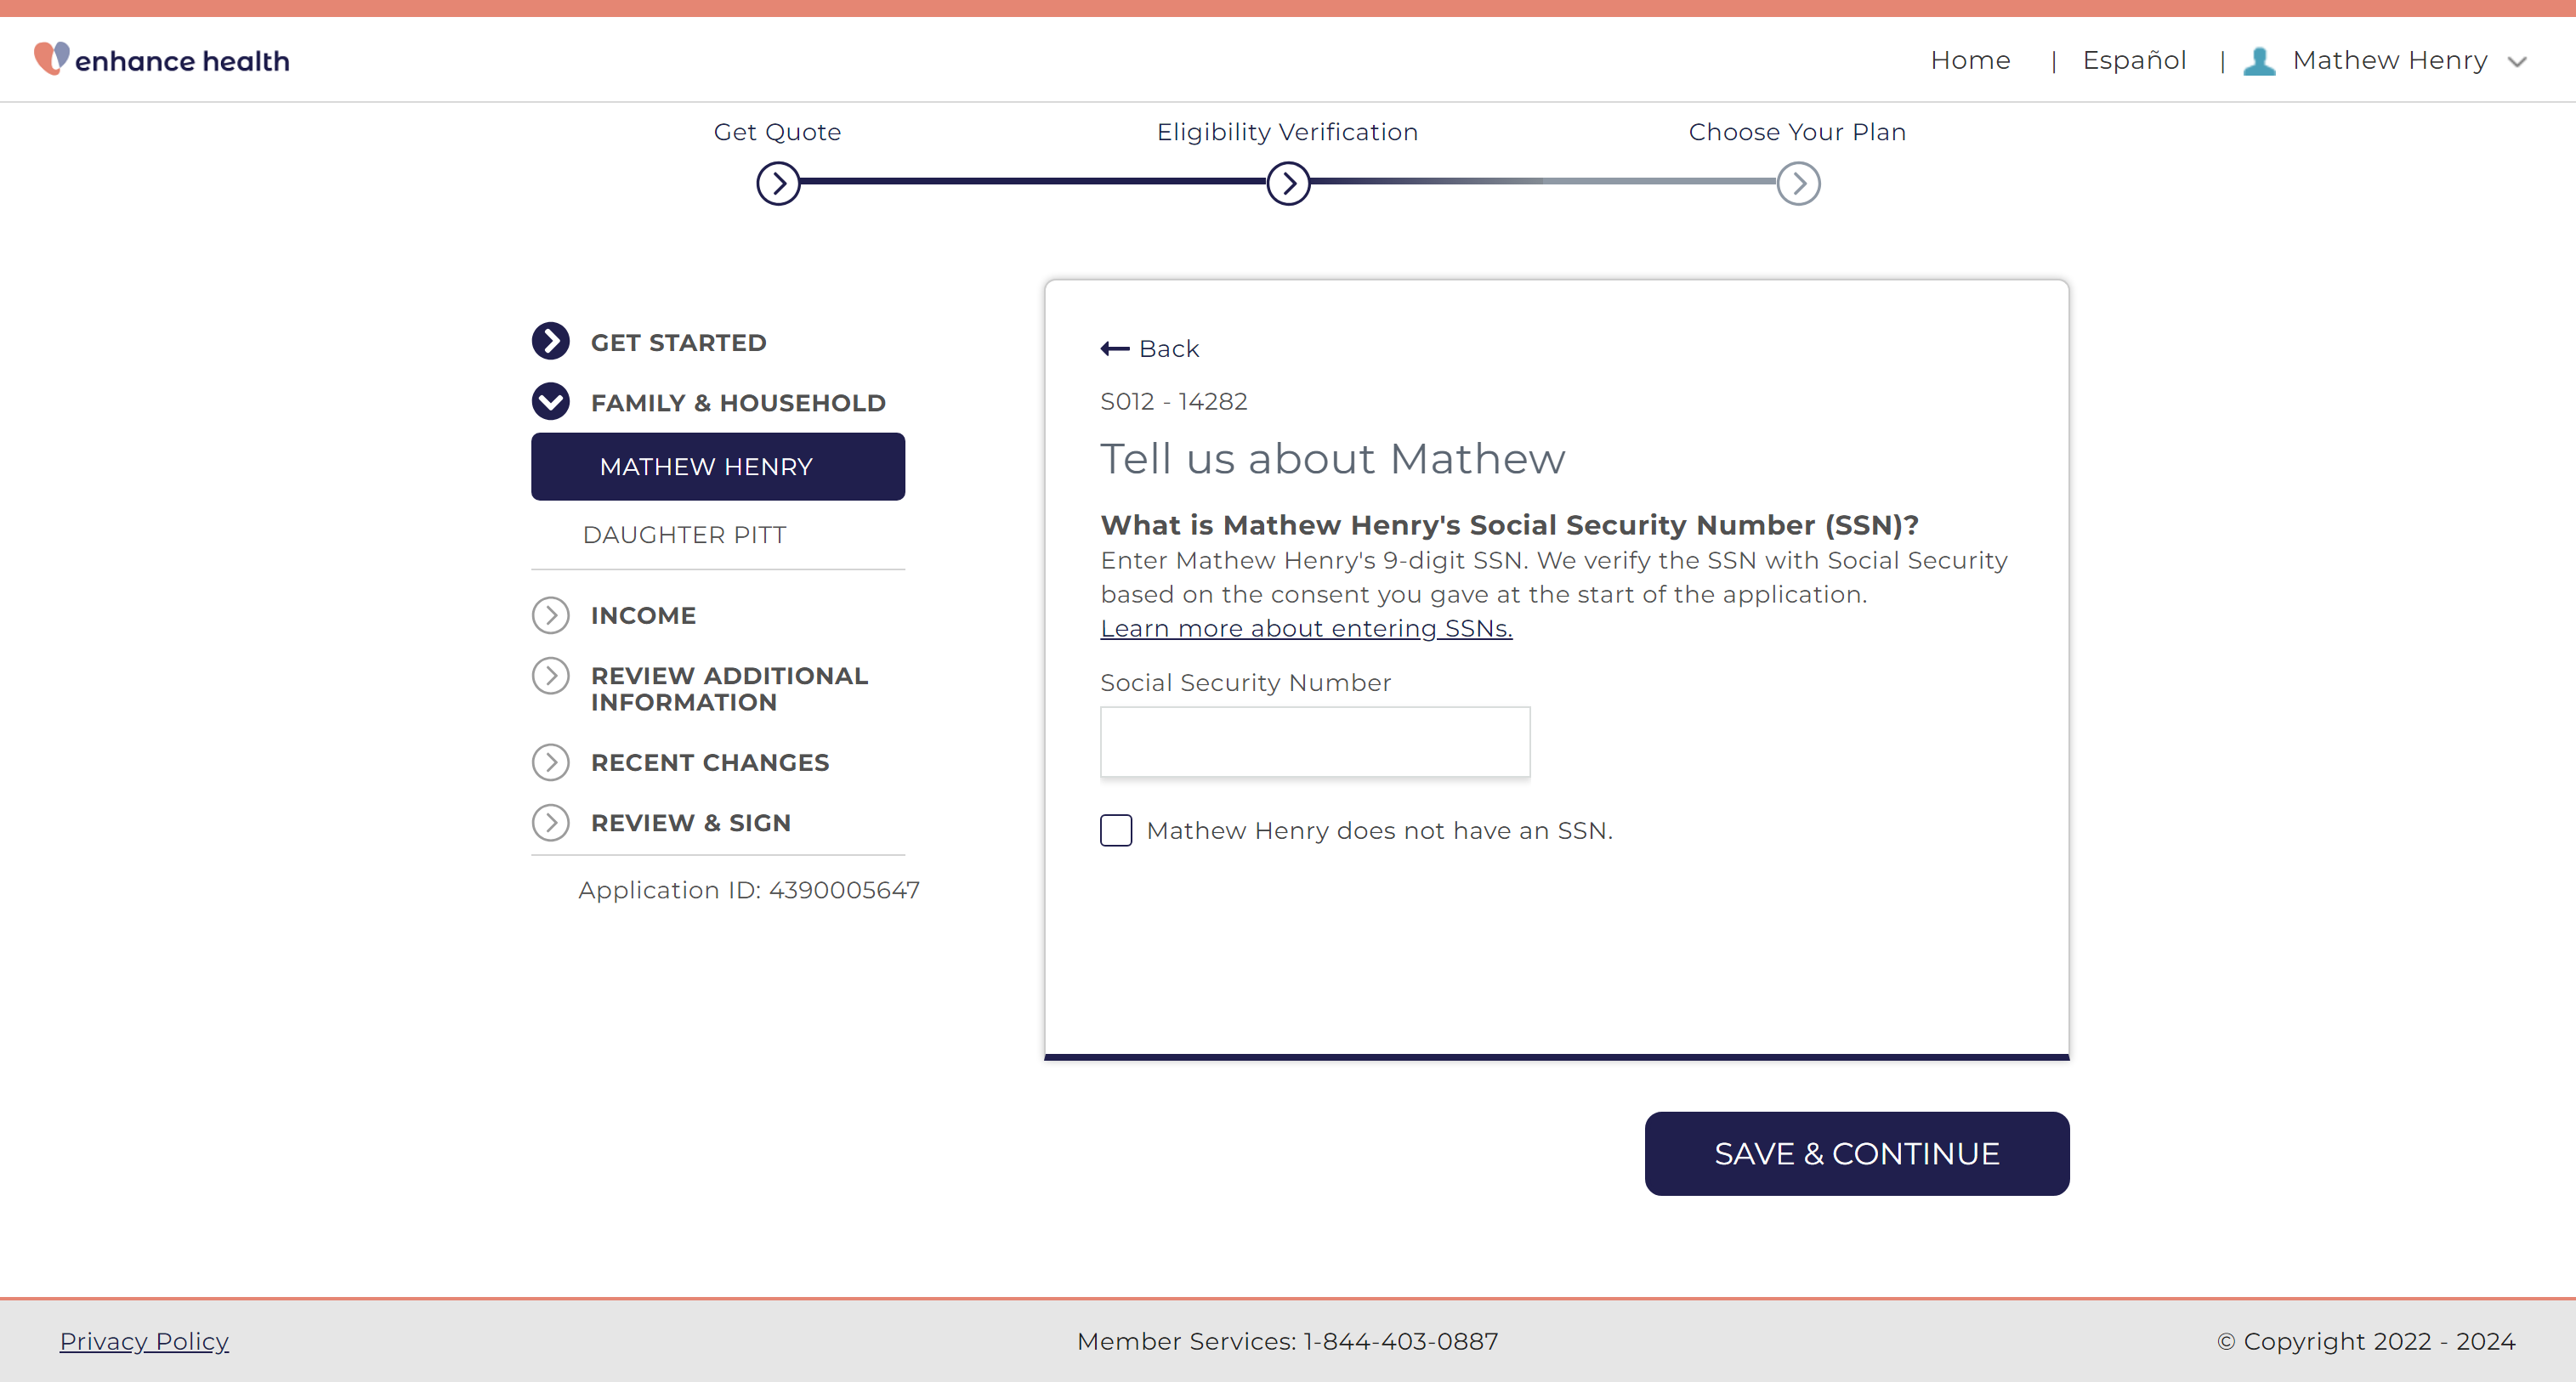 enhance health
Home | Español | Mathew Henry
Get Quote
Eligibility Verification
Choose Your Plan
GET STARTED
FAMILY & HOUSEHOLD
MATHEW HENRY
DAUGHTER PITT
INCOME
REVIEW ADDITIONAL
INFORMATION
RECENT CHANGES
REVIEW & SIGN
Application ID: 4390005647
Back
S012 - 14282
Tell us about Mathew
What is Mathew Henry's Social Security Number (SSN)?
Enter Mathew Henry's 9-digit SSN. We verify the SSN with Social Security
based on the consent you gave at the start of the application.
Learn more about entering SSNs.
Social Security Number
Mathew Henry does not have an SSN.
SAVE & CONTINUE
Privacy Policy
Member Services: 1-844-403-0887
© Copyright 2022 - 2024